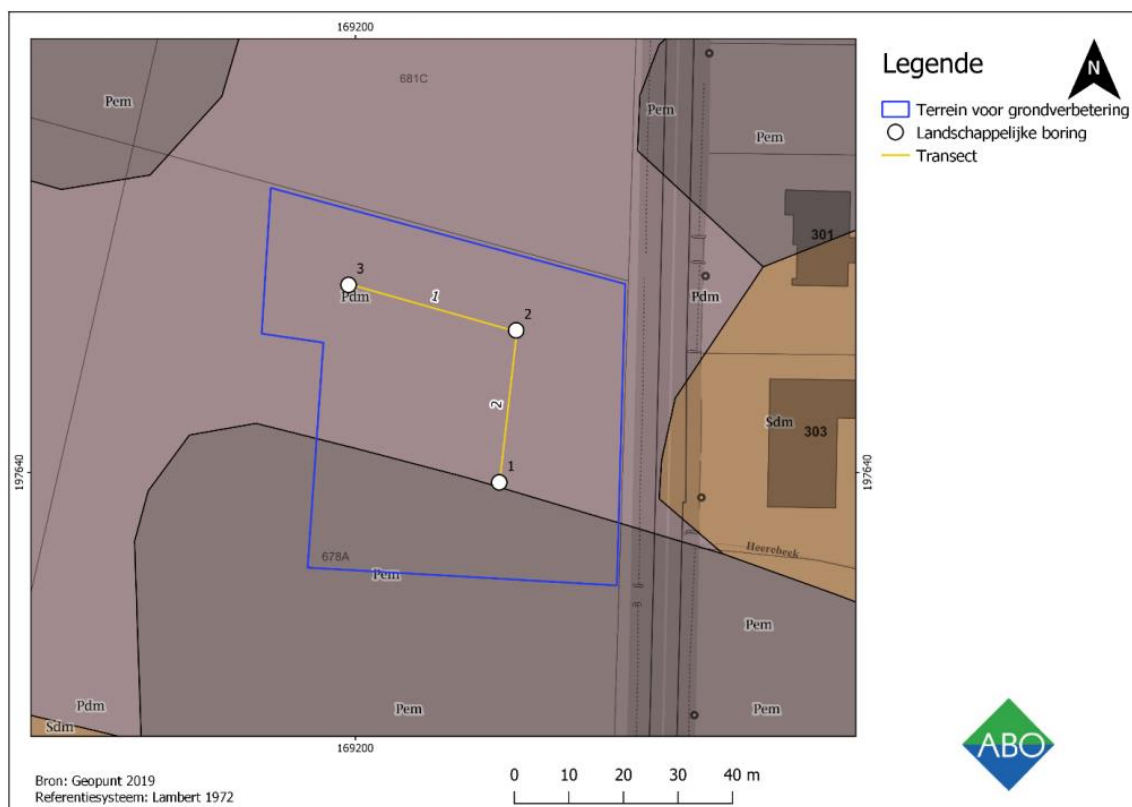 169200
681C
Pem
Pem
Pem
301
3
Pdm
1
2
2
1
Pdm
Sdm
303
197640
197640
Heerebeek
678A
Pem
Pem
Pem
Pem
Pdm
Sdm
169200
Legende
N
Terrein voor grondverbetering
Landschappelijke boring
Transect
Bron: Geopunt 2019
Referentiesysteem: Lambert 1972
0 10 20 30 40 m
ABO